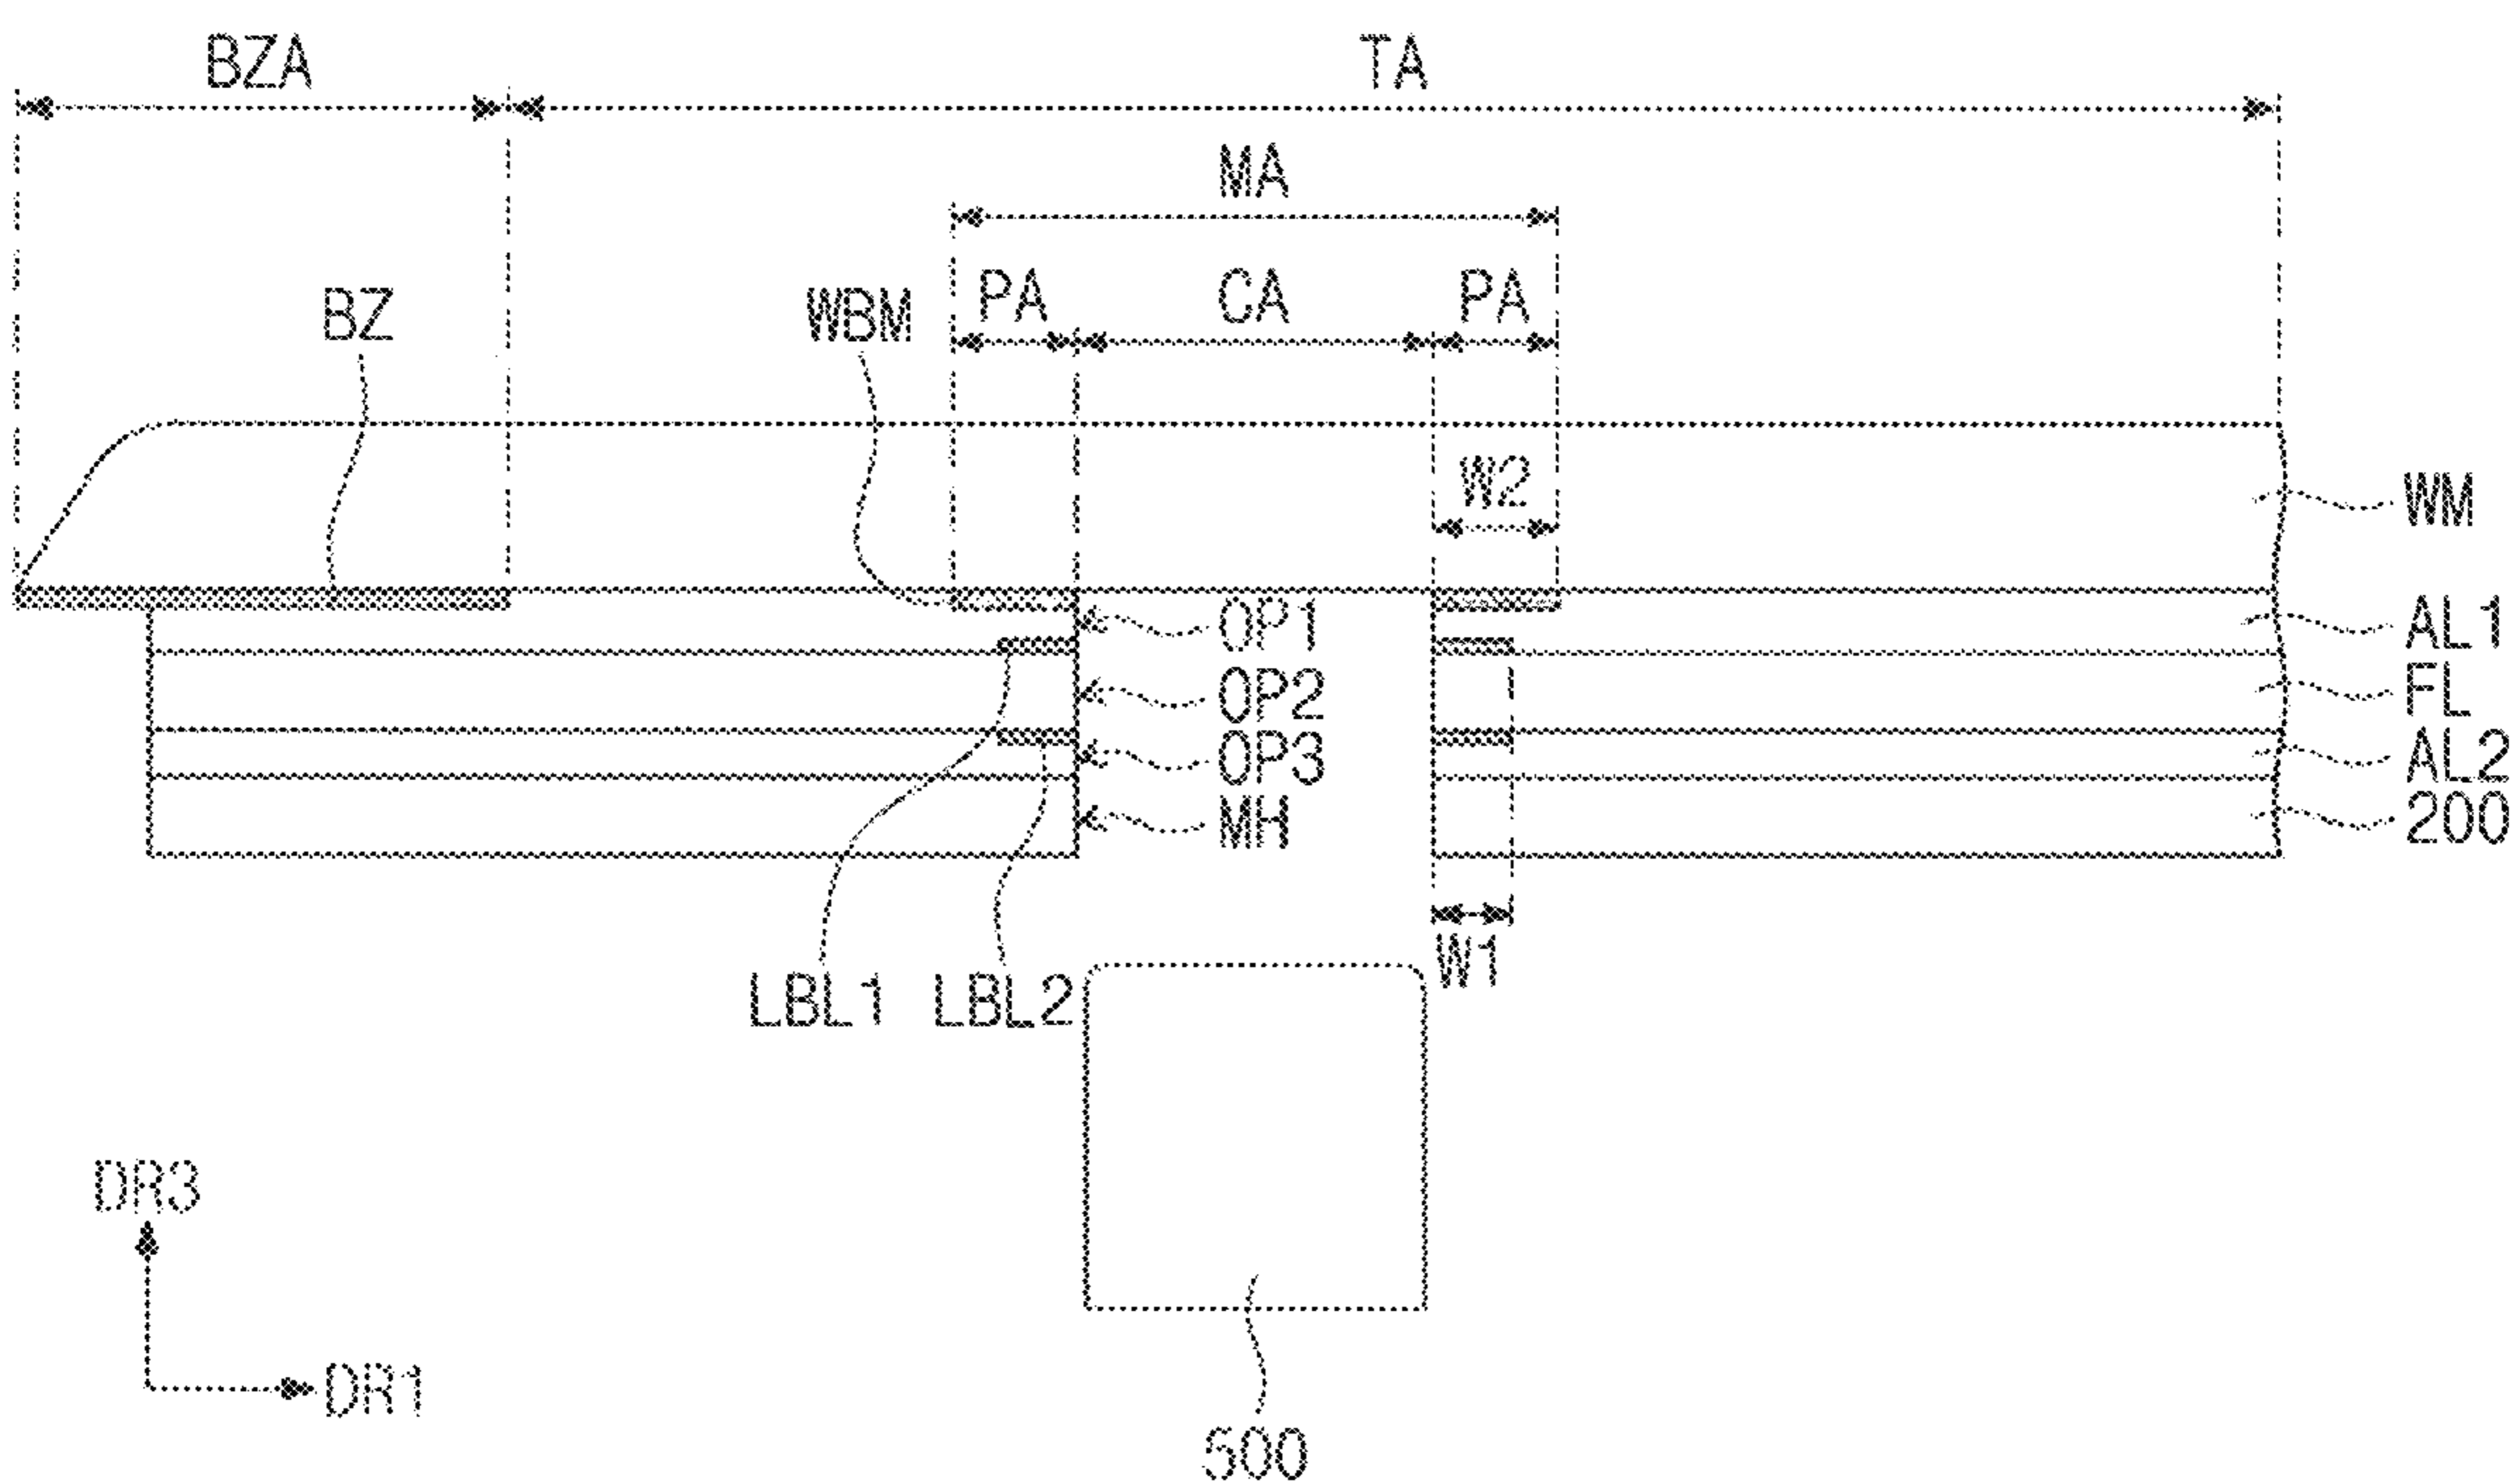 BZA TA
MA
PA CA PA
BZ WBM
W2 WM
OP1 AL1
OP2 FL
OP3 AL2
MH 200
W1
LBL1 LBL2
DR3
DR1
500